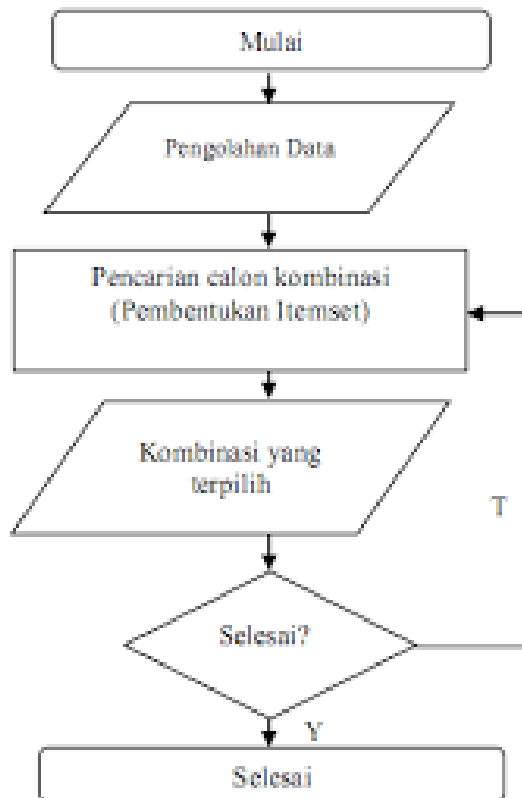 Mulai
Pengolahan Data
Pencarian calon kombinasi
(Pembentukan Itemset)
Kombinasi yang
terpilih
T
Selesai?
Y
Selesai